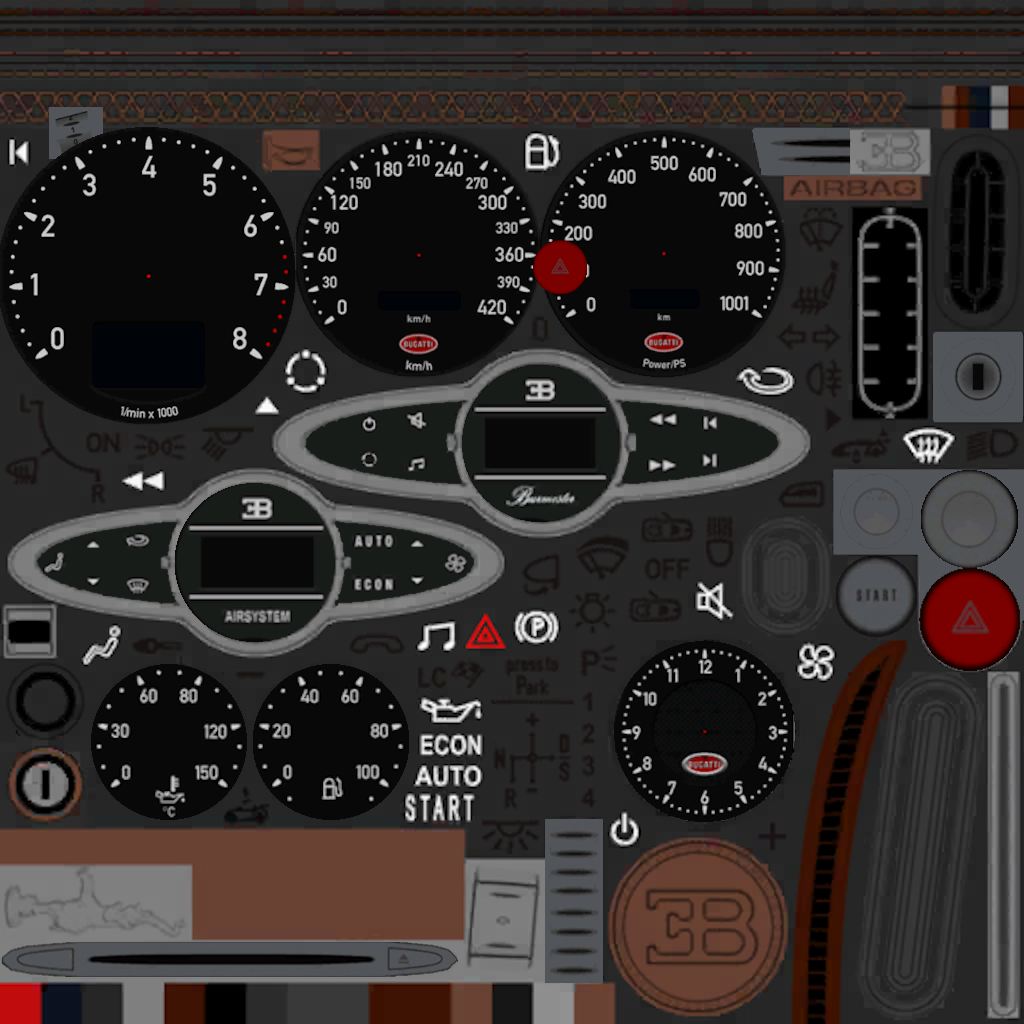 AIRBAG
0
1
2
3
4
5
6
7
8
1/min x 1000
0
30
60
90
120
150
180
210
240
270
300
330
360
390
420
km/h
BUGATTI
km/h
0
200
300
400
500
600
700
800
900
1001
km
BUGATTI
Power/PS
L
ON
R
EB
Burmester
EB
AUTO
ECON
AIRSYSTEM
OFF
START
P
LC
press to
Park
P
1
2
3
4
N
D
S
R
0
30
60
80
120
150
°C
0
20
40
60
80
100
ECON
AUTO
START
12
1
2
3
4
5
6
7
8
9
10
11
BUGATTI
EB
EB